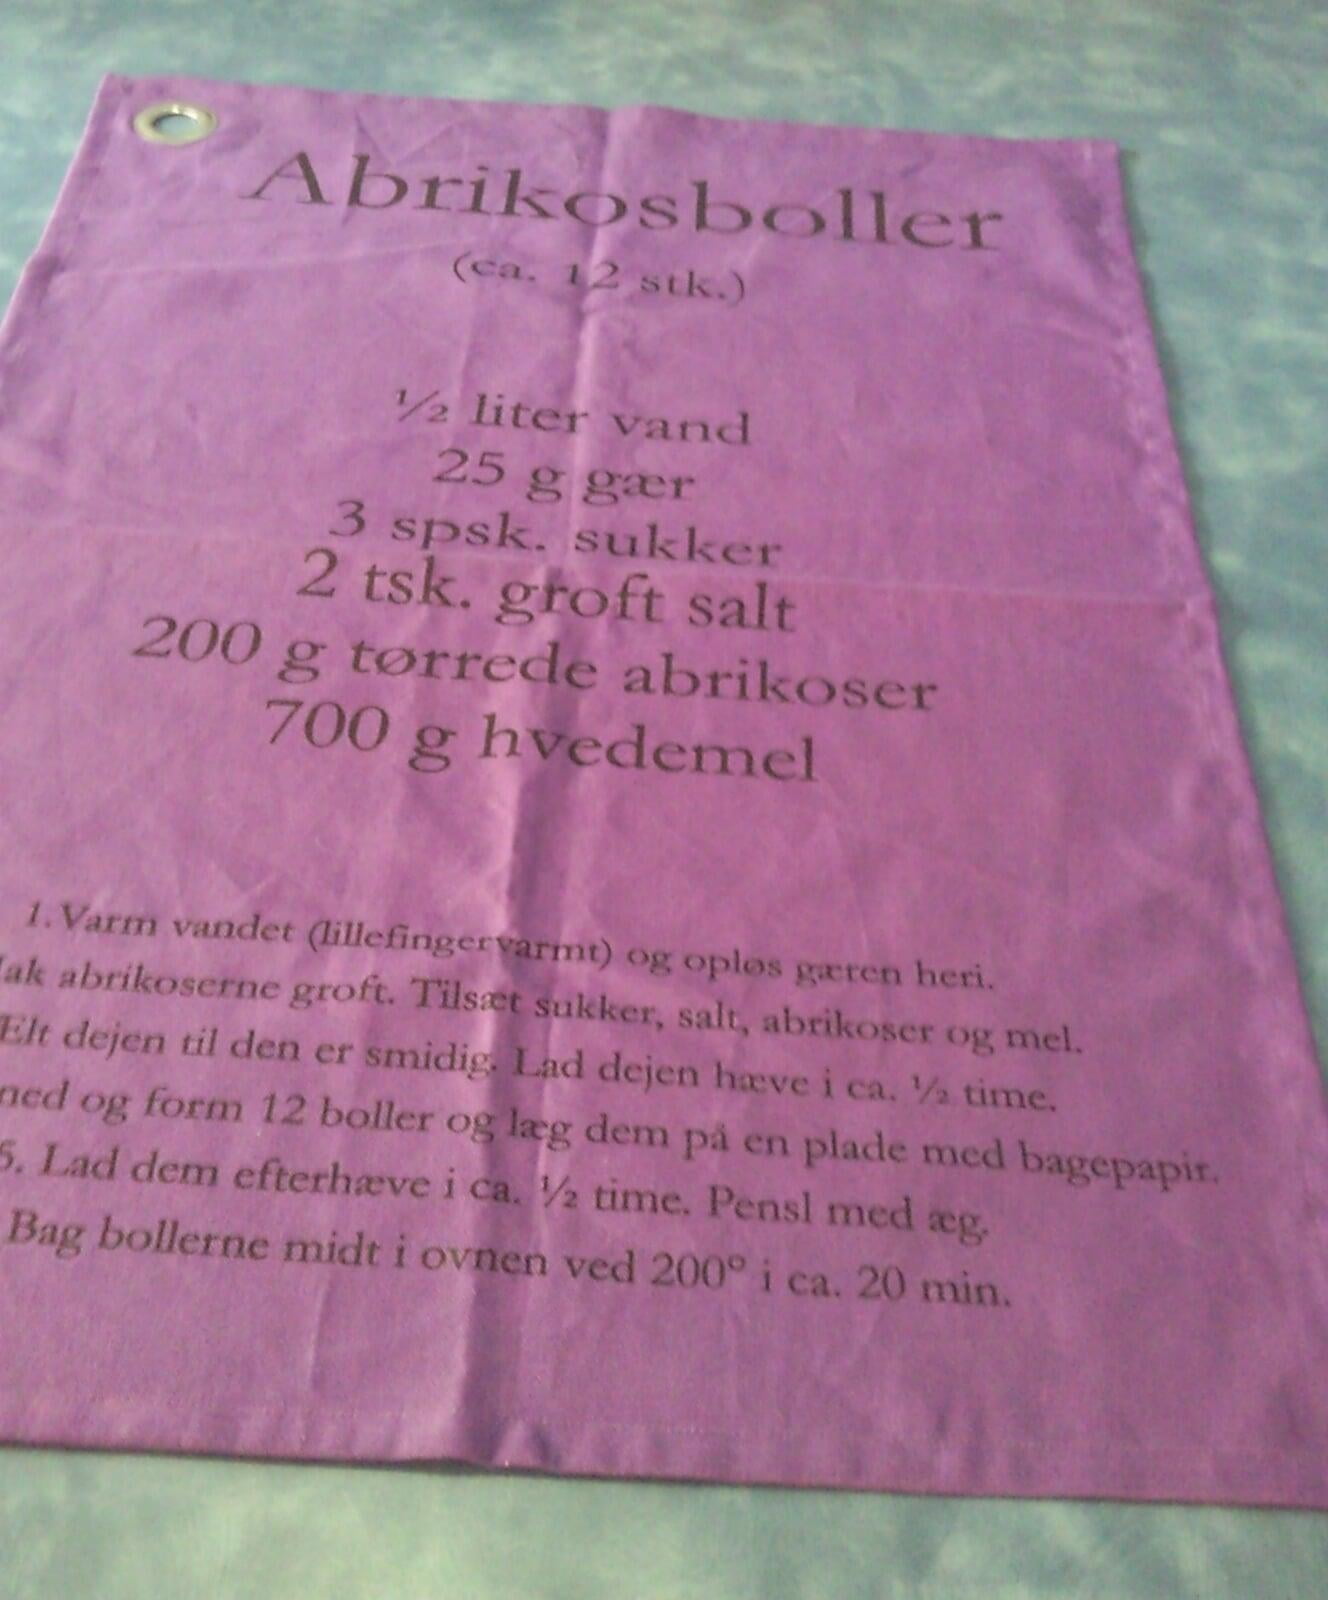 Abrikosboller
(ca. 12 stk.)
½ liter vand
25 g gær
3 spsk. sukker
2 tsk. groft salt
200 g tørrede abrikoser
700 g hvedemel
1. Varm vandet (lillefingervarmt) og opløs gæren heri.
abrikoserne groft. Tilsæt sukker, salt, abrikoser og mel.
Ælt dejen til den er smidig. Lad dejen hæve i ca. ½ time.
ned og form 12 boller og læg dem på en plade med bagepapir.
5. Lad dem efterhæve i ca. ½ time. Pensl med æg.
Bag bollerne midt i ovnen ved 200° i ca. 20 min.